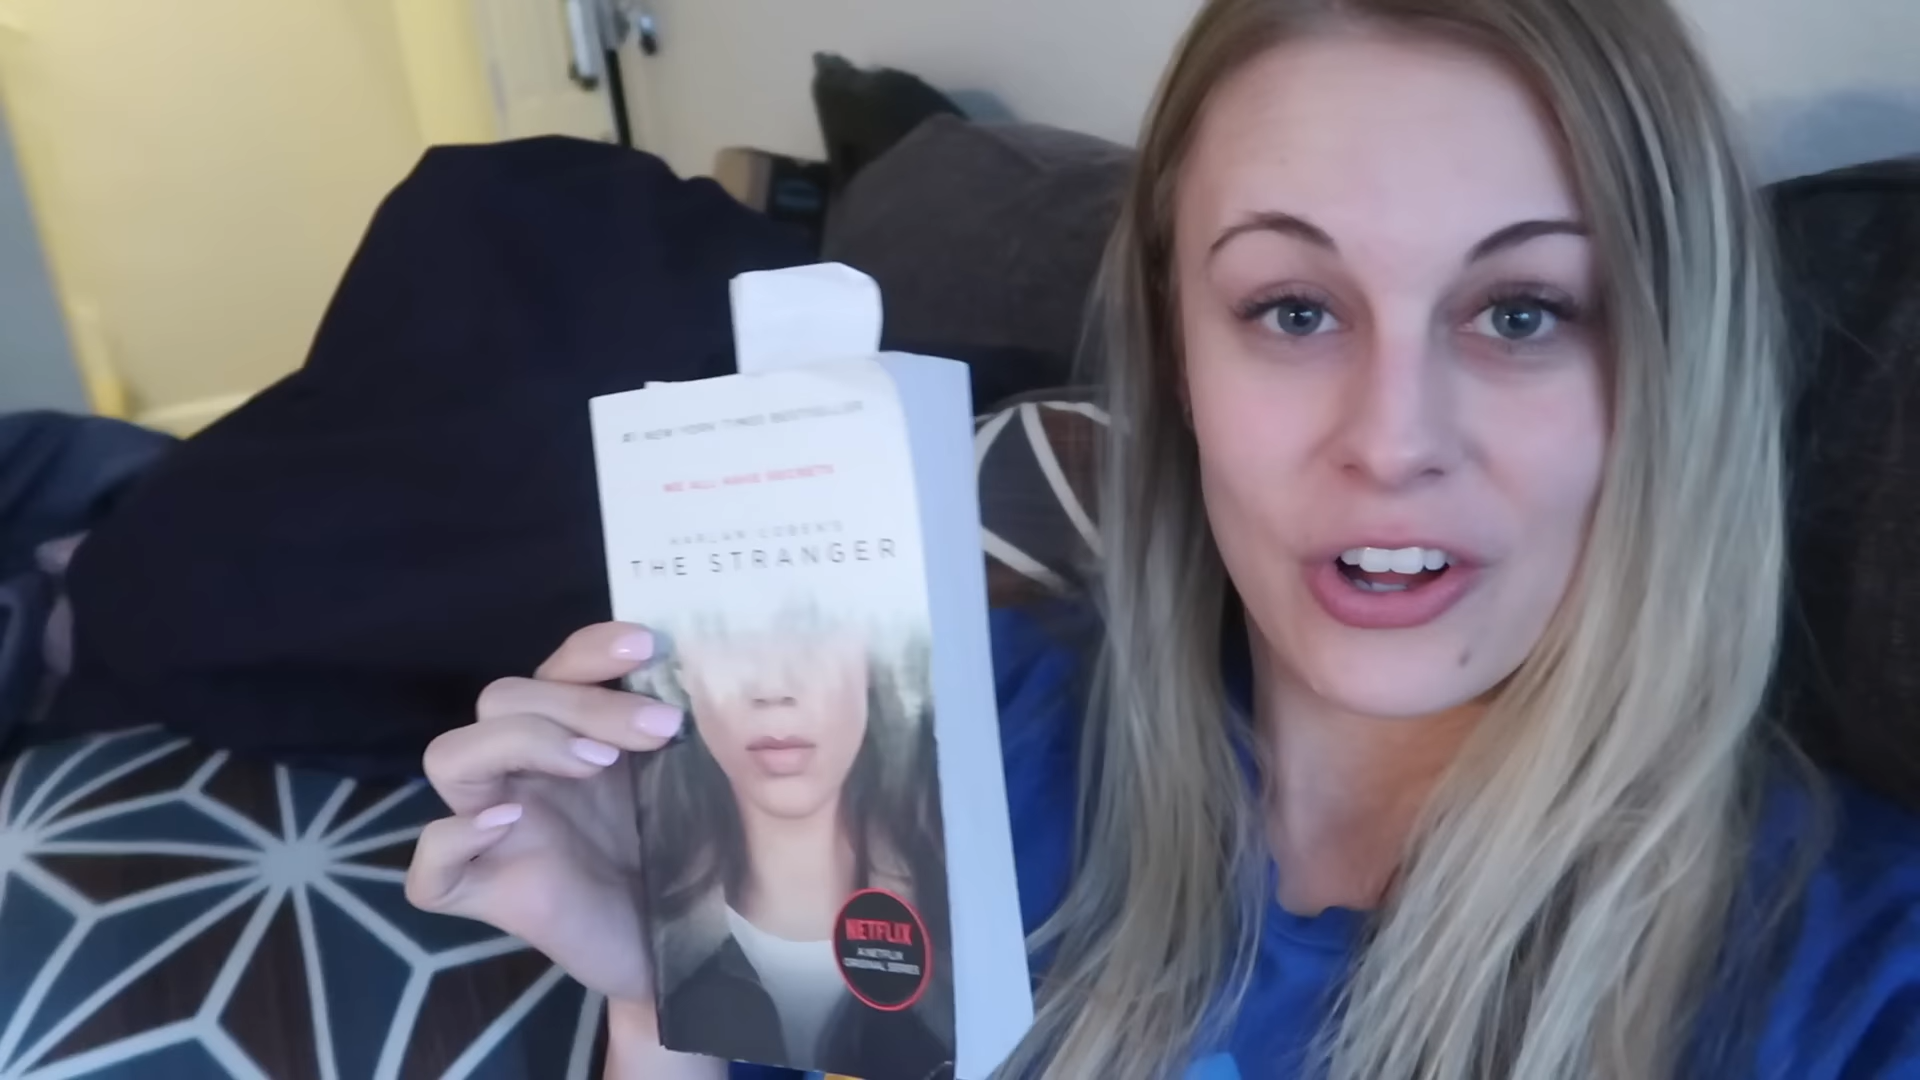 #1 NEW YORK TIMES BESTSELLER
WE ALL HAVE SECRETS
HARLAN COBEN'S
THE STRANGER
NETFLIX
A NETFLIX
ORIGINAL SERIES